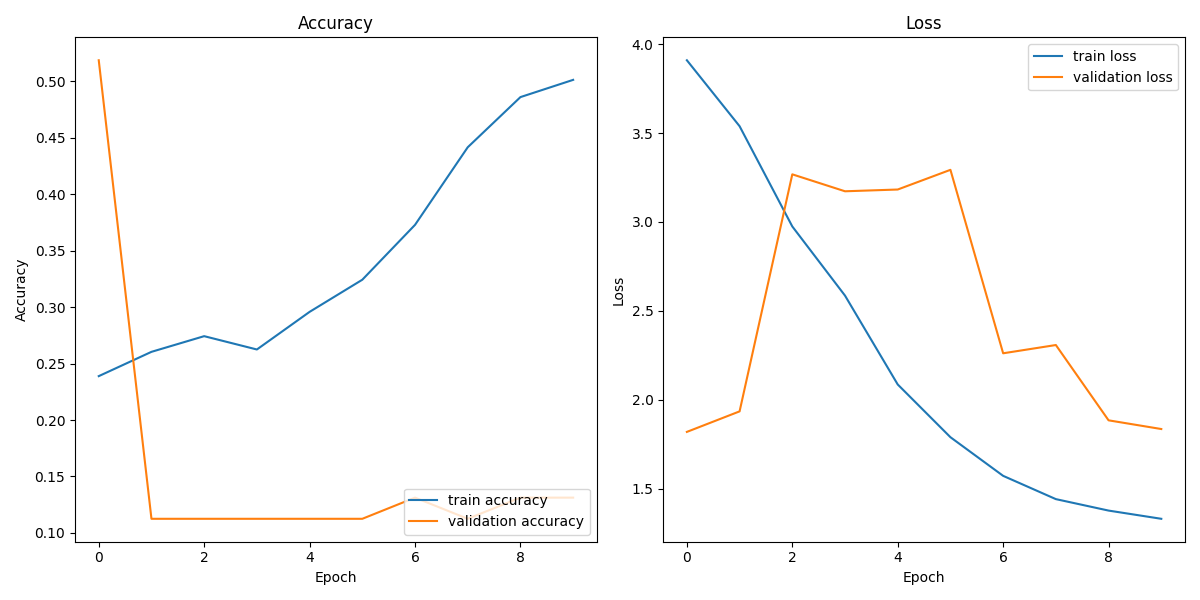 Accuracy
Accuracy
0.50
0.45
0.40
0.35
0.30
0.25
0.20
0.15
0.10
train accuracy
validation accuracy
0 2 4 6 8
Epoch
Loss
Loss
4.0
3.5
3.0
2.5
2.0
1.5
train loss
validation loss
0 2 4 6 8
Epoch